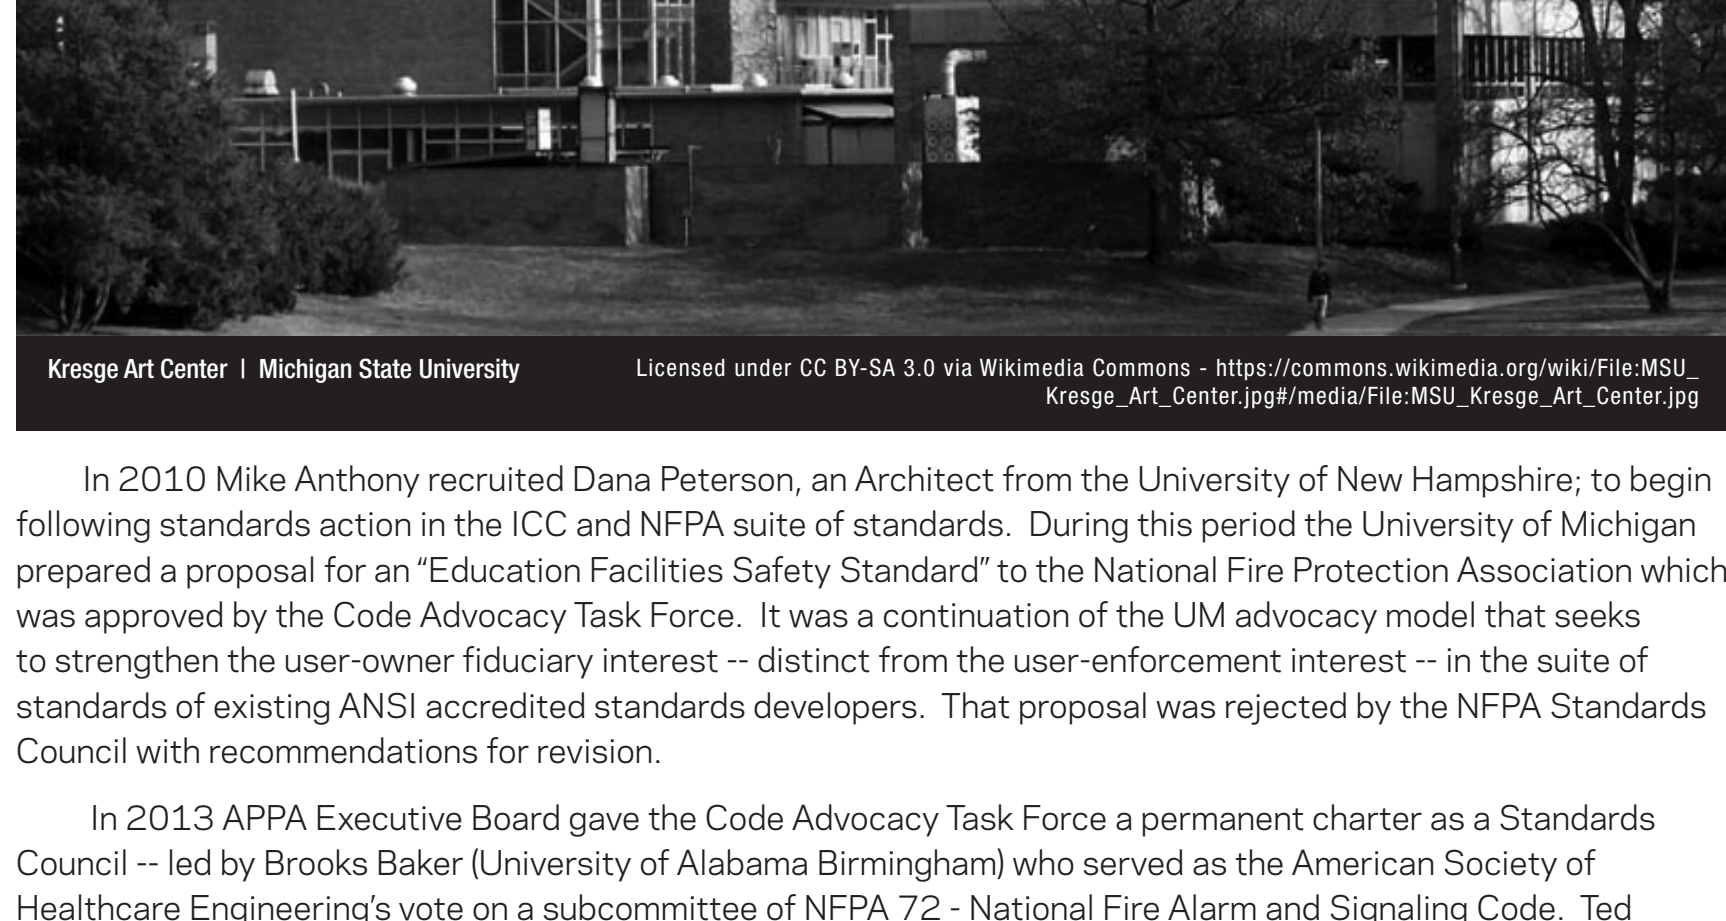 Kresge Art Center | Michigan State University
Licensed under CC BY-SA 3.0 via Wikimedia Commons - https://commons.wikimedia.org/wiki/File:MSU_
Kresge_Art_Center.jpg#/media/File:MSU_Kresge_Art_Center.jpg
In 2010 Mike Anthony recruited Dana Peterson, an Architect from the University of New Hampshire; to begin
following standards action in the ICC and NFPA suite of standards.  During this period the University of Michigan
prepared a proposal for an “Education Facilities Safety Standard” to the National Fire Protection Association which
was approved by the Code Advocacy Task Force.  It was a continuation of the UM advocacy model that seeks
to strengthen the user-owner fiduciary interest -- distinct from the user-enforcement interest -- in the suite of
standards of existing ANSI accredited standards developers.  That proposal was rejected by the NFPA Standards
Council with recommendations for revision.
In 2013 APPA Executive Board gave the Code Advocacy Task Force a permanent charter as a Standards
Council -- led by Brooks Baker (University of Alabama Birmingham) who served as the American Society of
Healthcare Engineering’s vote on a subcommittee of NFPA 72 - National Fire Alarm and Signaling Code.  Ted